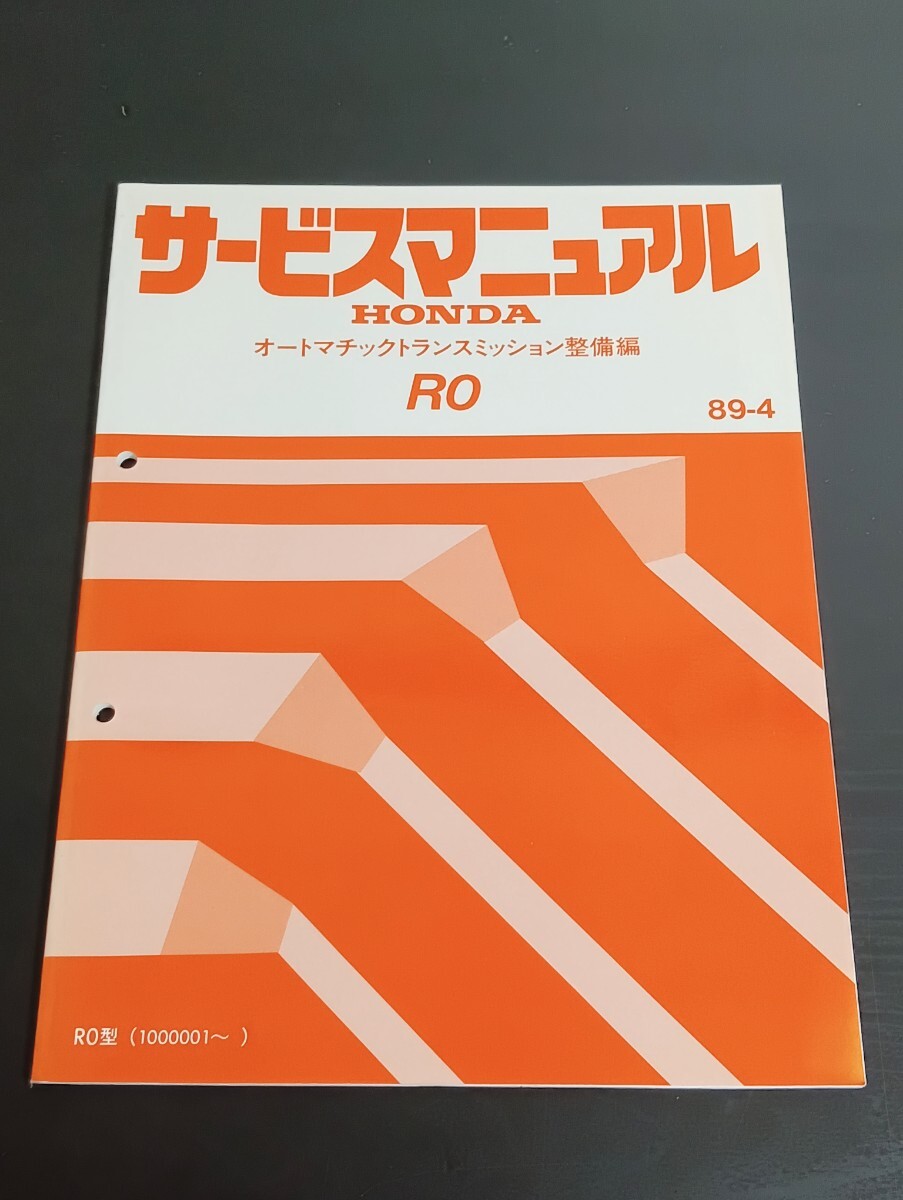 サービスマニュアル
HONDA
オートマチックトランスミッション整備編
RO
89-4
RO型 (1000001～ )